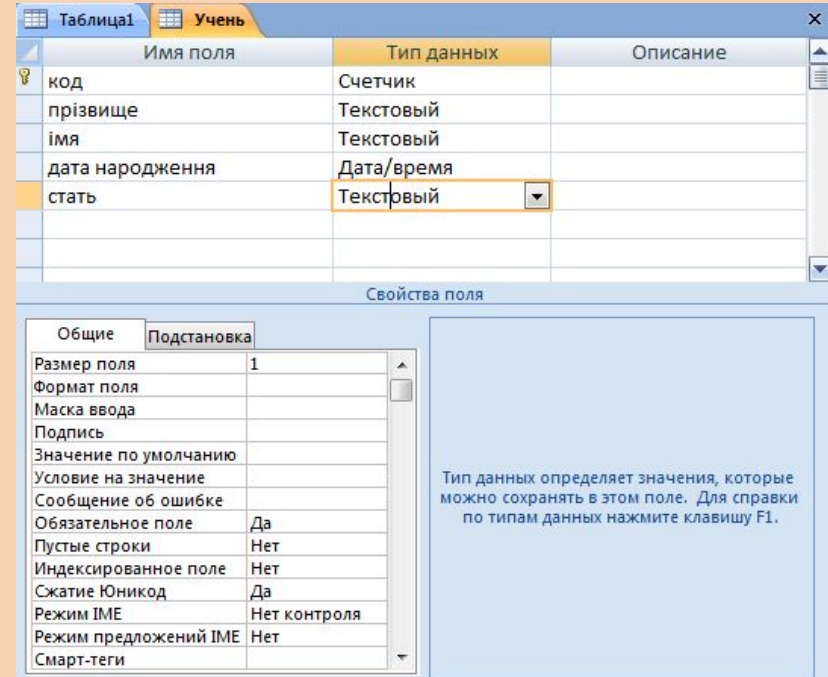 Таблица1 Учень
Имя поля Тип данных Описание
код Счетчик
прізвище Текстовый
імя Текстовый
дата народження Дата/время
стать Текстовый
Свойства поля
Общие Подстановка
Размер поля 1
Формат поля
Маска ввода
Подпись
Значение по умолчанию
Условие на значение
Сообщение об ошибке
Обязательное поле Да
Пустые строки Нет
Индексированное поле Нет
Сжатие Юникод Да
Режим IME Нет контроля
Режим предложений IME Нет
Смарт-теги
Тип данных определяет значения, которые
можно сохранять в этом поле. Для справки
по типам данных нажмите клавишу F1.